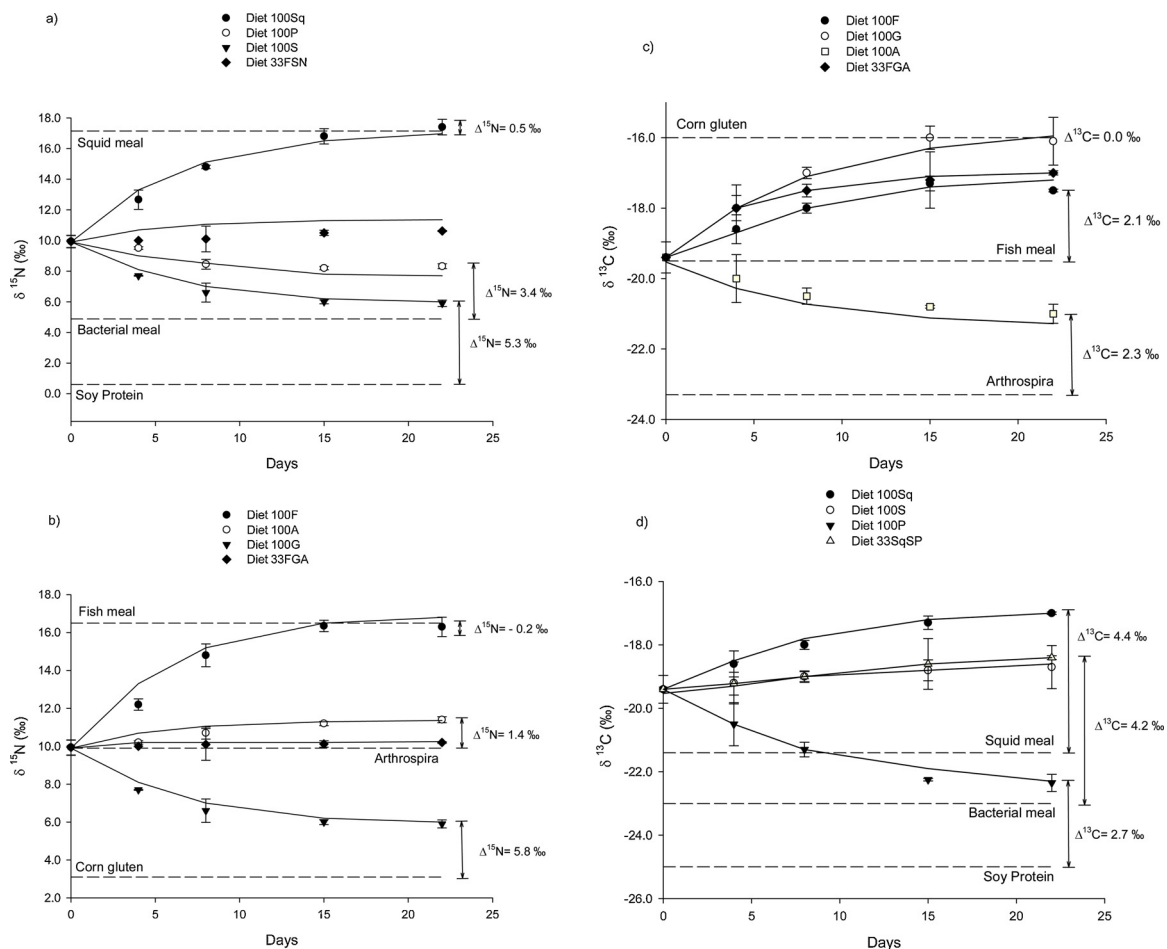 a)
Diet 100Sq
Diet 100P
Diet 100S
Diet 33FSN
18.0
16.0
14.0
12.0
10.0
8.0
6.0
4.0
2.0
0.0
δ ¹⁵N (‰)
Squid meal
Bacterial meal
Soy Protein
Δ¹⁵N= 0.5 ‰
Δ¹⁵N= 3.4 ‰
Δ¹⁵N= 5.3 ‰
0 5 10 15 20 25
Days
b)
Diet 100F
Diet 100A
Diet 100G
Diet 33FGA
18.0
16.0
14.0
12.0
10.0
8.0
6.0
4.0
2.0
δ ¹⁵N (‰)
Fish meal
Arthrospira
Corn gluten
Δ¹⁵N= - 0.2 ‰
Δ¹⁵N= 1.4 ‰
Δ¹⁵N= 5.8 ‰
0 5 10 15 20 25
Days
c)
Diet 100F
Diet 100G
Diet 100A
Diet 33FGA
-16.0
-18.0
-20.0
-22.0
-24.0
δ ¹³C (‰)
Corn gluten
Fish meal
Arthrospira
Δ¹³C= 0.0 ‰
Δ¹³C= 2.1 ‰
Δ¹³C= 2.3 ‰
0 5 10 15 20 25
Days
d)
Diet 100Sq
Diet 100S
Diet 100P
Diet 33SqSP
-16.0
-18.0
-20.0
-22.0
-24.0
-26.0
δ ¹³C (‰)
Squid meal
Bacterial meal
Soy Protein
Δ¹³C= 4.4 ‰
Δ¹³C= 4.2 ‰
Δ¹³C= 2.7 ‰
0 5 10 15 20 25
Days